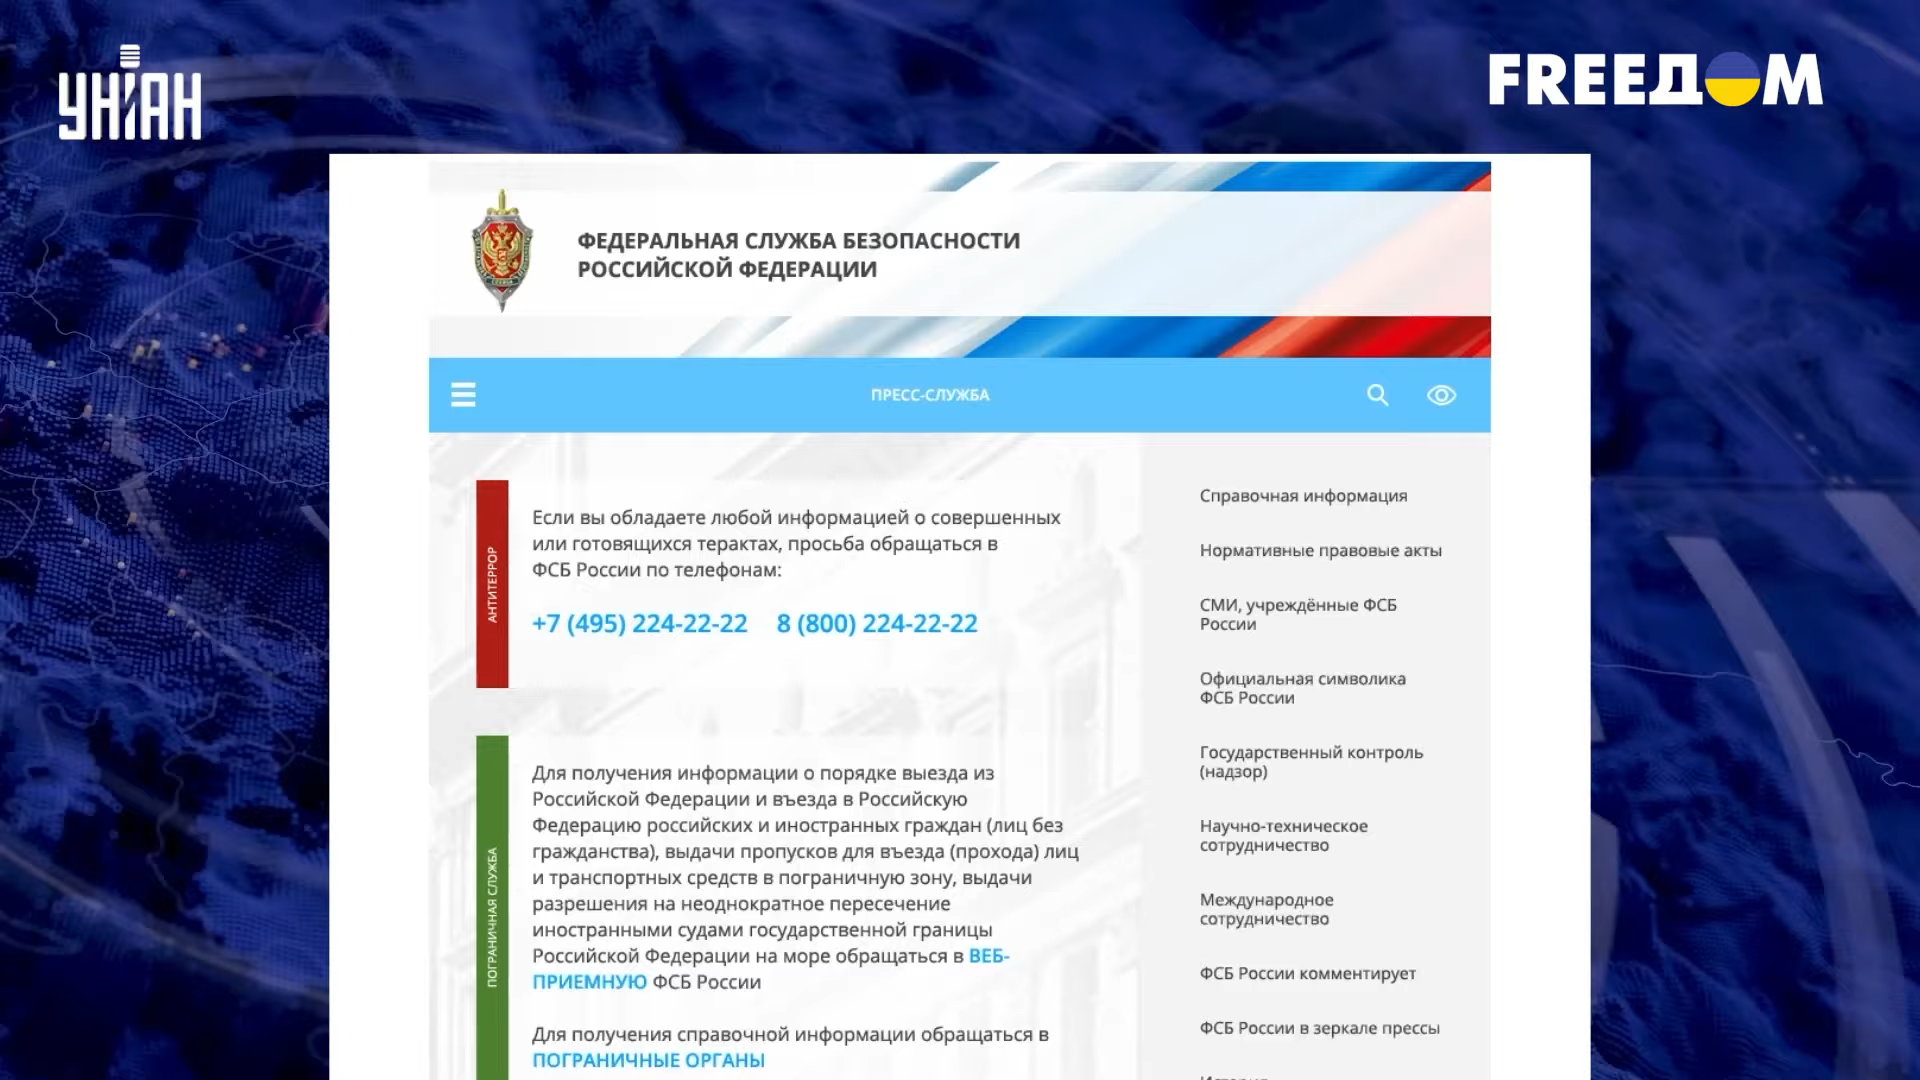 УНІАН
FREEДOM
ФЕДЕРАЛЬНАЯ СЛУЖБА БЕЗОПАСНОСТИ
РОССИЙСКОЙ ФЕДЕРАЦИИ
ПРЕСС-СЛУЖБА
АНТИТЕРРОР
Если вы обладаете любой информацией о совершенных
или готовящихся терактах, просьба обращаться в
ФСБ России по телефонам:
+7 (495) 224-22-22 8 (800) 224-22-22
ПОГРАНИЧНАЯ СЛУЖБА
Для получения информации о порядке выезда из
Российской Федерации и въезда в Российскую
Федерацию российских и иностранных граждан (лиц без
гражданства), выдачи пропусков для въезда (прохода) лиц
и транспортных средств в пограничную зону, выдачи
разрешения на неоднократное пересечение
иностранными судами государственной границы
Российской Федерации на море обращаться в ВЕБ-
ПРИЕМНУЮ ФСБ России
Для получения справочной информации обращаться в
ПОГРАНИЧНЫЕ ОРГАНЫ
Справочная информация
Нормативные правовые акты
СМИ, учреждённые ФСБ
России
Официальная символика
ФСБ России
Государственный контроль
(надзор)
Научно-техническое
сотрудничество
Международное
сотрудничество
ФСБ России комментирует
ФСБ России в зеркале прессы